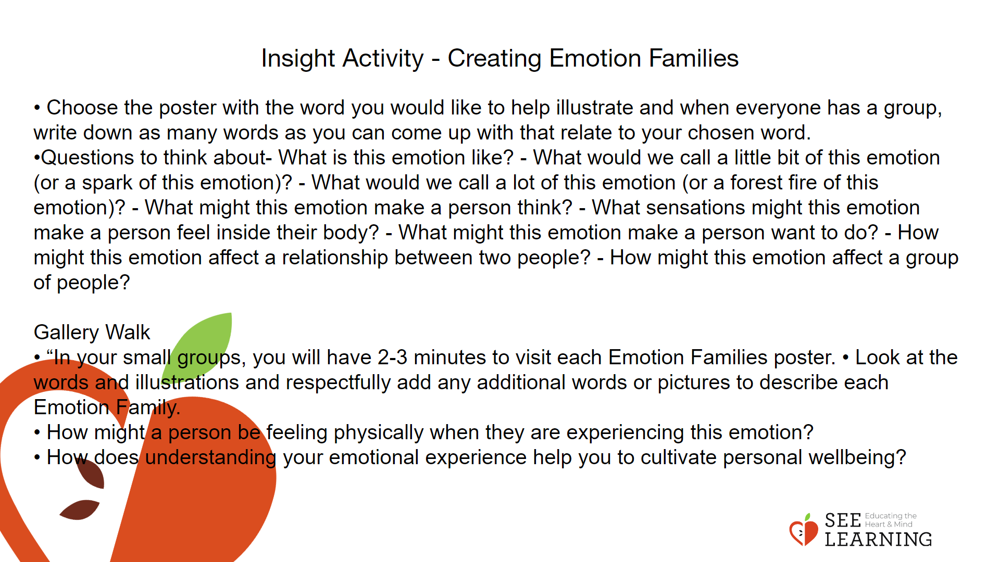 Insight Activity - Creating Emotion Families
• Choose the poster with the word you would like to help illustrate and when everyone has a group,
write down as many words as you can come up with that relate to your chosen word.
•Questions to think about- What is this emotion like? - What would we call a little bit of this emotion
(or a spark of this emotion)? - What would we call a lot of this emotion (or a forest fire of this
emotion)? - What might this emotion make a person think? - What sensations might this emotion
make a person feel inside their body? - What might this emotion make a person want to do? - How
might this emotion affect a relationship between two people? - How might this emotion affect a group
of people?
Gallery Walk
• “In your small groups, you will have 2-3 minutes to visit each Emotion Families poster. • Look at the
words and illustrations and respectfully add any additional words or pictures to describe each
Emotion Family.
• How might a person be feeling physically when they are experiencing this emotion?
• How does understanding your emotional experience help you to cultivate personal wellbeing?
SEE Educating the
Heart & Mind
LEARNING